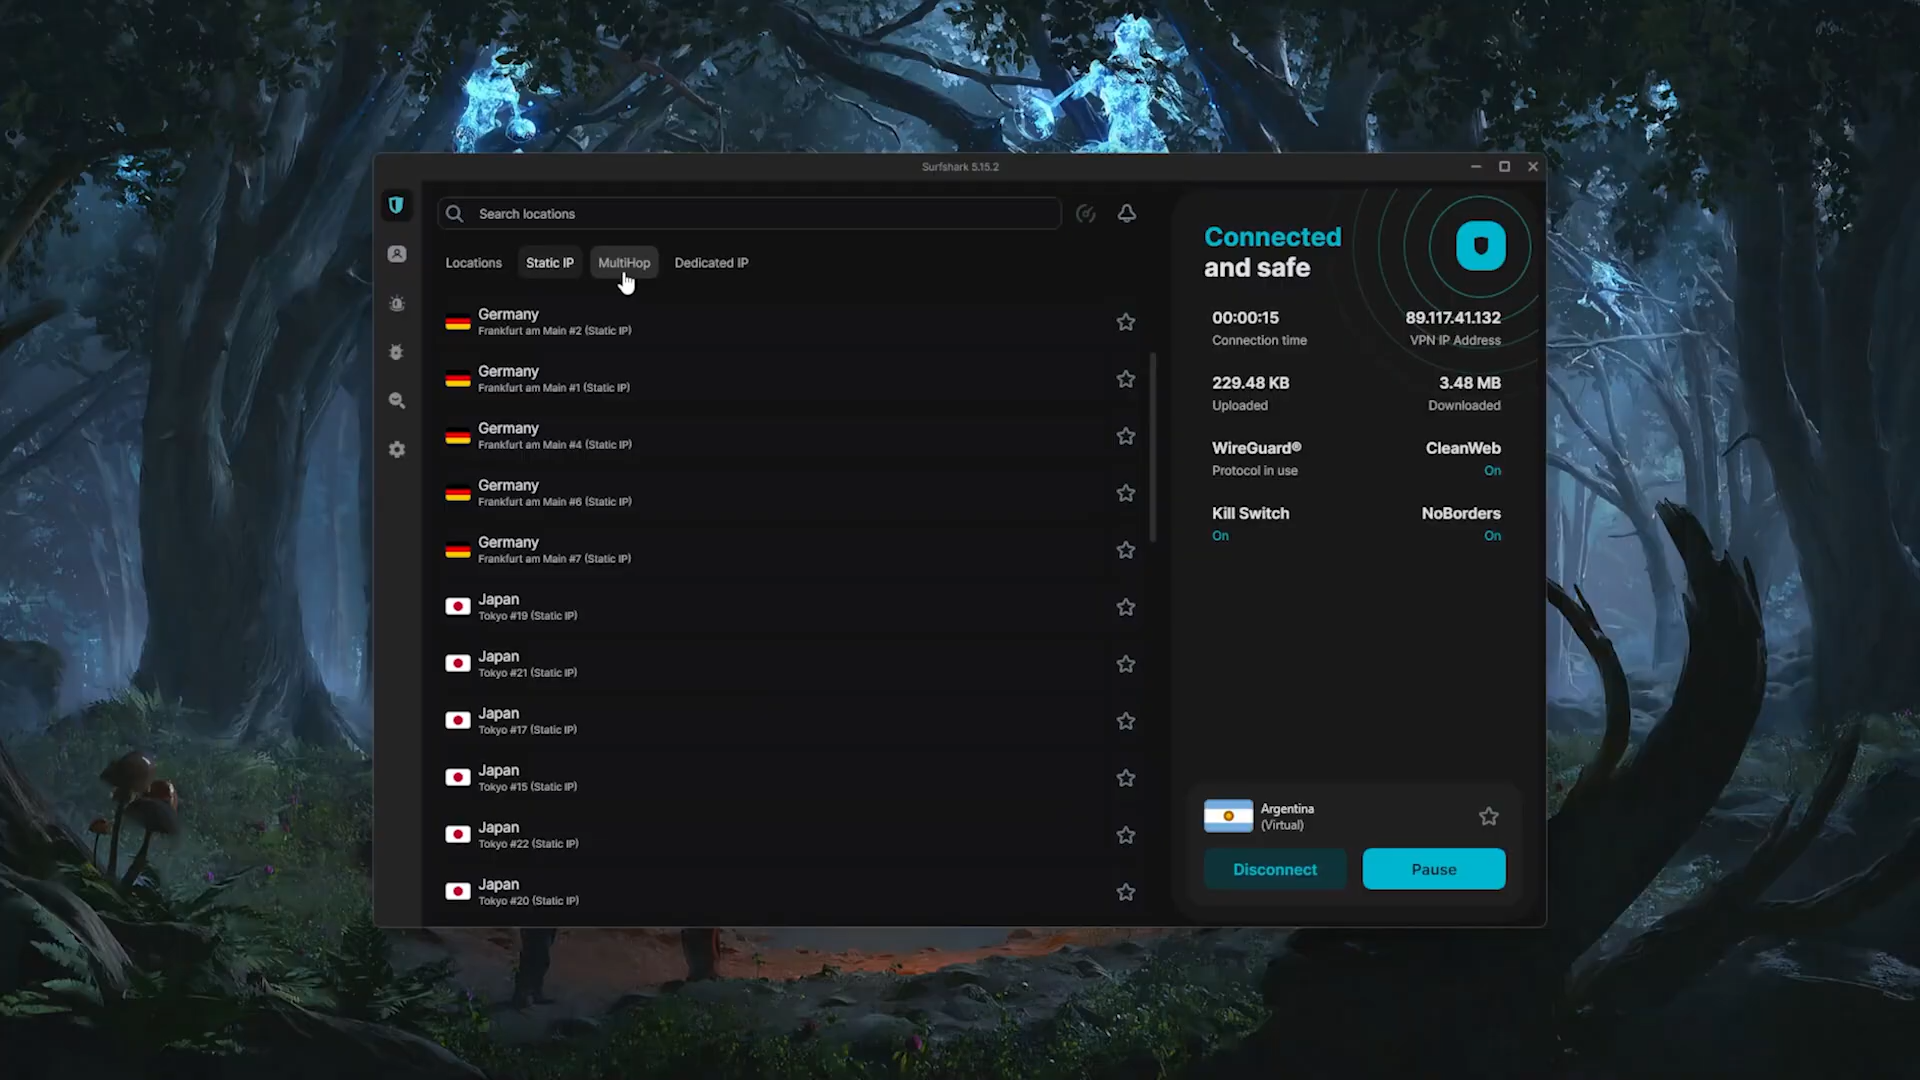 Surfshark 5.15.2
Search locations
Locations
Static IP
MultiHop
Dedicated IP
Germany
Frankfurt am Main #2 (Static IP)
Germany
Frankfurt am Main #1 (Static IP)
Germany
Frankfurt am Main #4 (Static IP)
Germany
Frankfurt am Main #6 (Static IP)
Germany
Frankfurt am Main #7 (Static IP)
Japan
Tokyo #19 (Static IP)
Japan
Tokyo #21 (Static IP)
Japan
Tokyo #17 (Static IP)
Japan
Tokyo #15 (Static IP)
Japan
Tokyo #22 (Static IP)
Japan
Tokyo #20 (Static IP)
Connected
and safe
00:00:15
Connection time
89.117.41.132
VPN IP Address
229.48 KB
Uploaded
3.48 MB
Downloaded
WireGuard®
Protocol in use
CleanWeb
On
Kill Switch
On
NoBorders
On
Argentina
(Virtual)
Disconnect
Pause